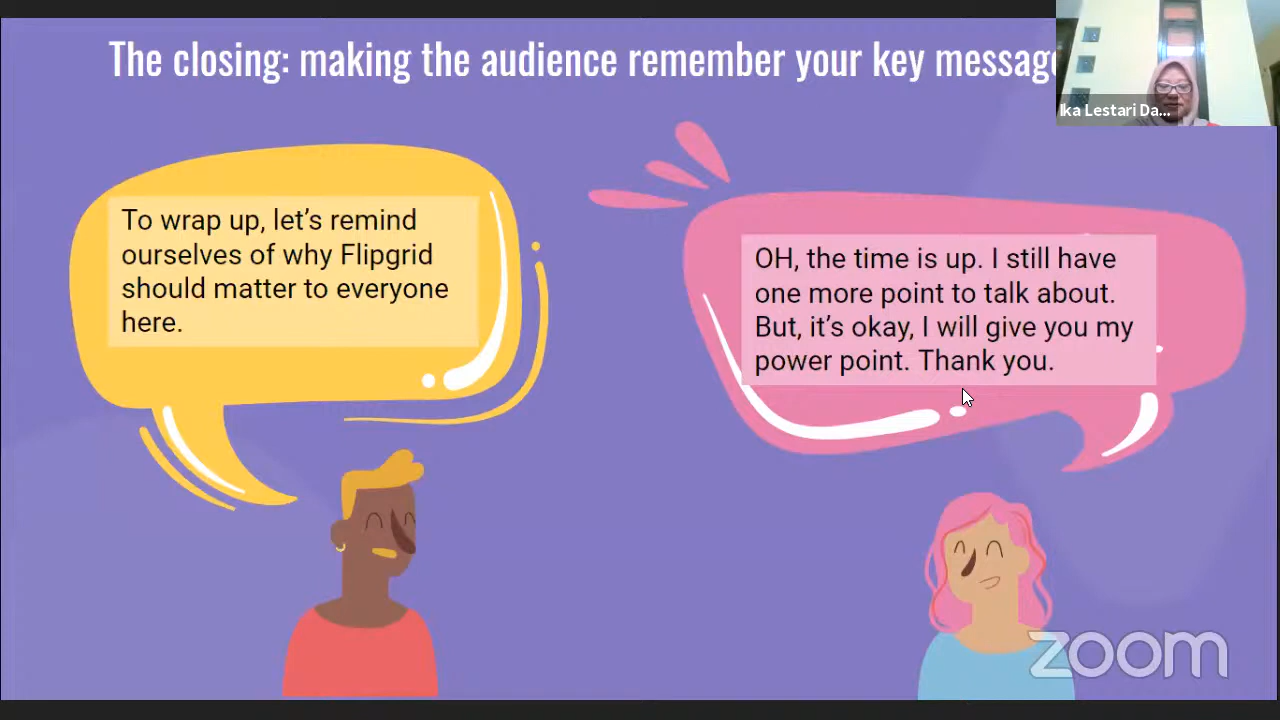 The closing: making the audience remember your key message
Ika Lestari Da...
To wrap up, let’s remind
ourselves of why Flipgrid
should matter to everyone
here.
OH, the time is up. I still have
one more point to talk about.
But, it’s okay, I will give you my
power point. Thank you.
zoom